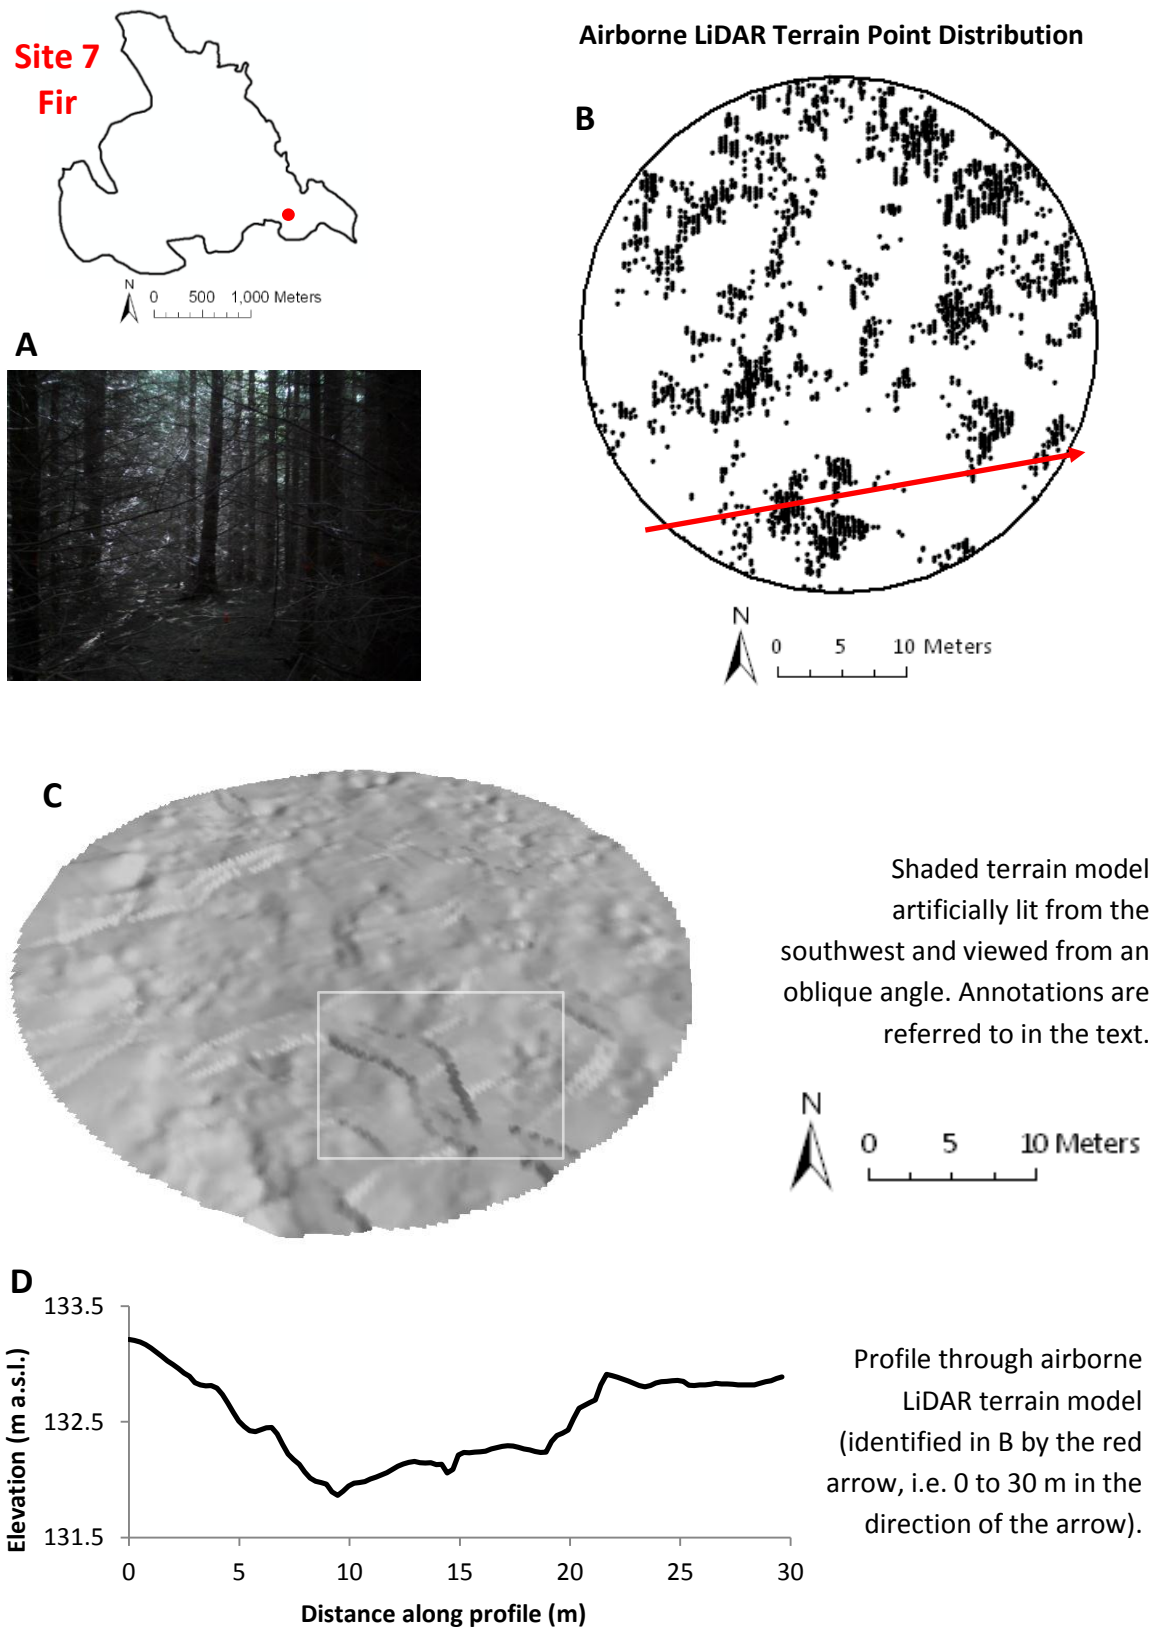 Site 7
Fir
N
0 500 1,000 Meters
A
Airborne LiDAR Terrain Point Distribution
B
N
0 5 10 Meters
C
Shaded terrain model
artificially lit from the
southwest and viewed from an
oblique angle. Annotations are
referred to in the text.
N
0 5 10 Meters
D
Elevation (m a.s.l.)
133.5
132.5
131.5
0 5 10 15 20 25 30
Distance along profile (m)
Profile through airborne
LiDAR terrain model
(identified in B by the red
arrow, i.e. 0 to 30 m in the
direction of the arrow).